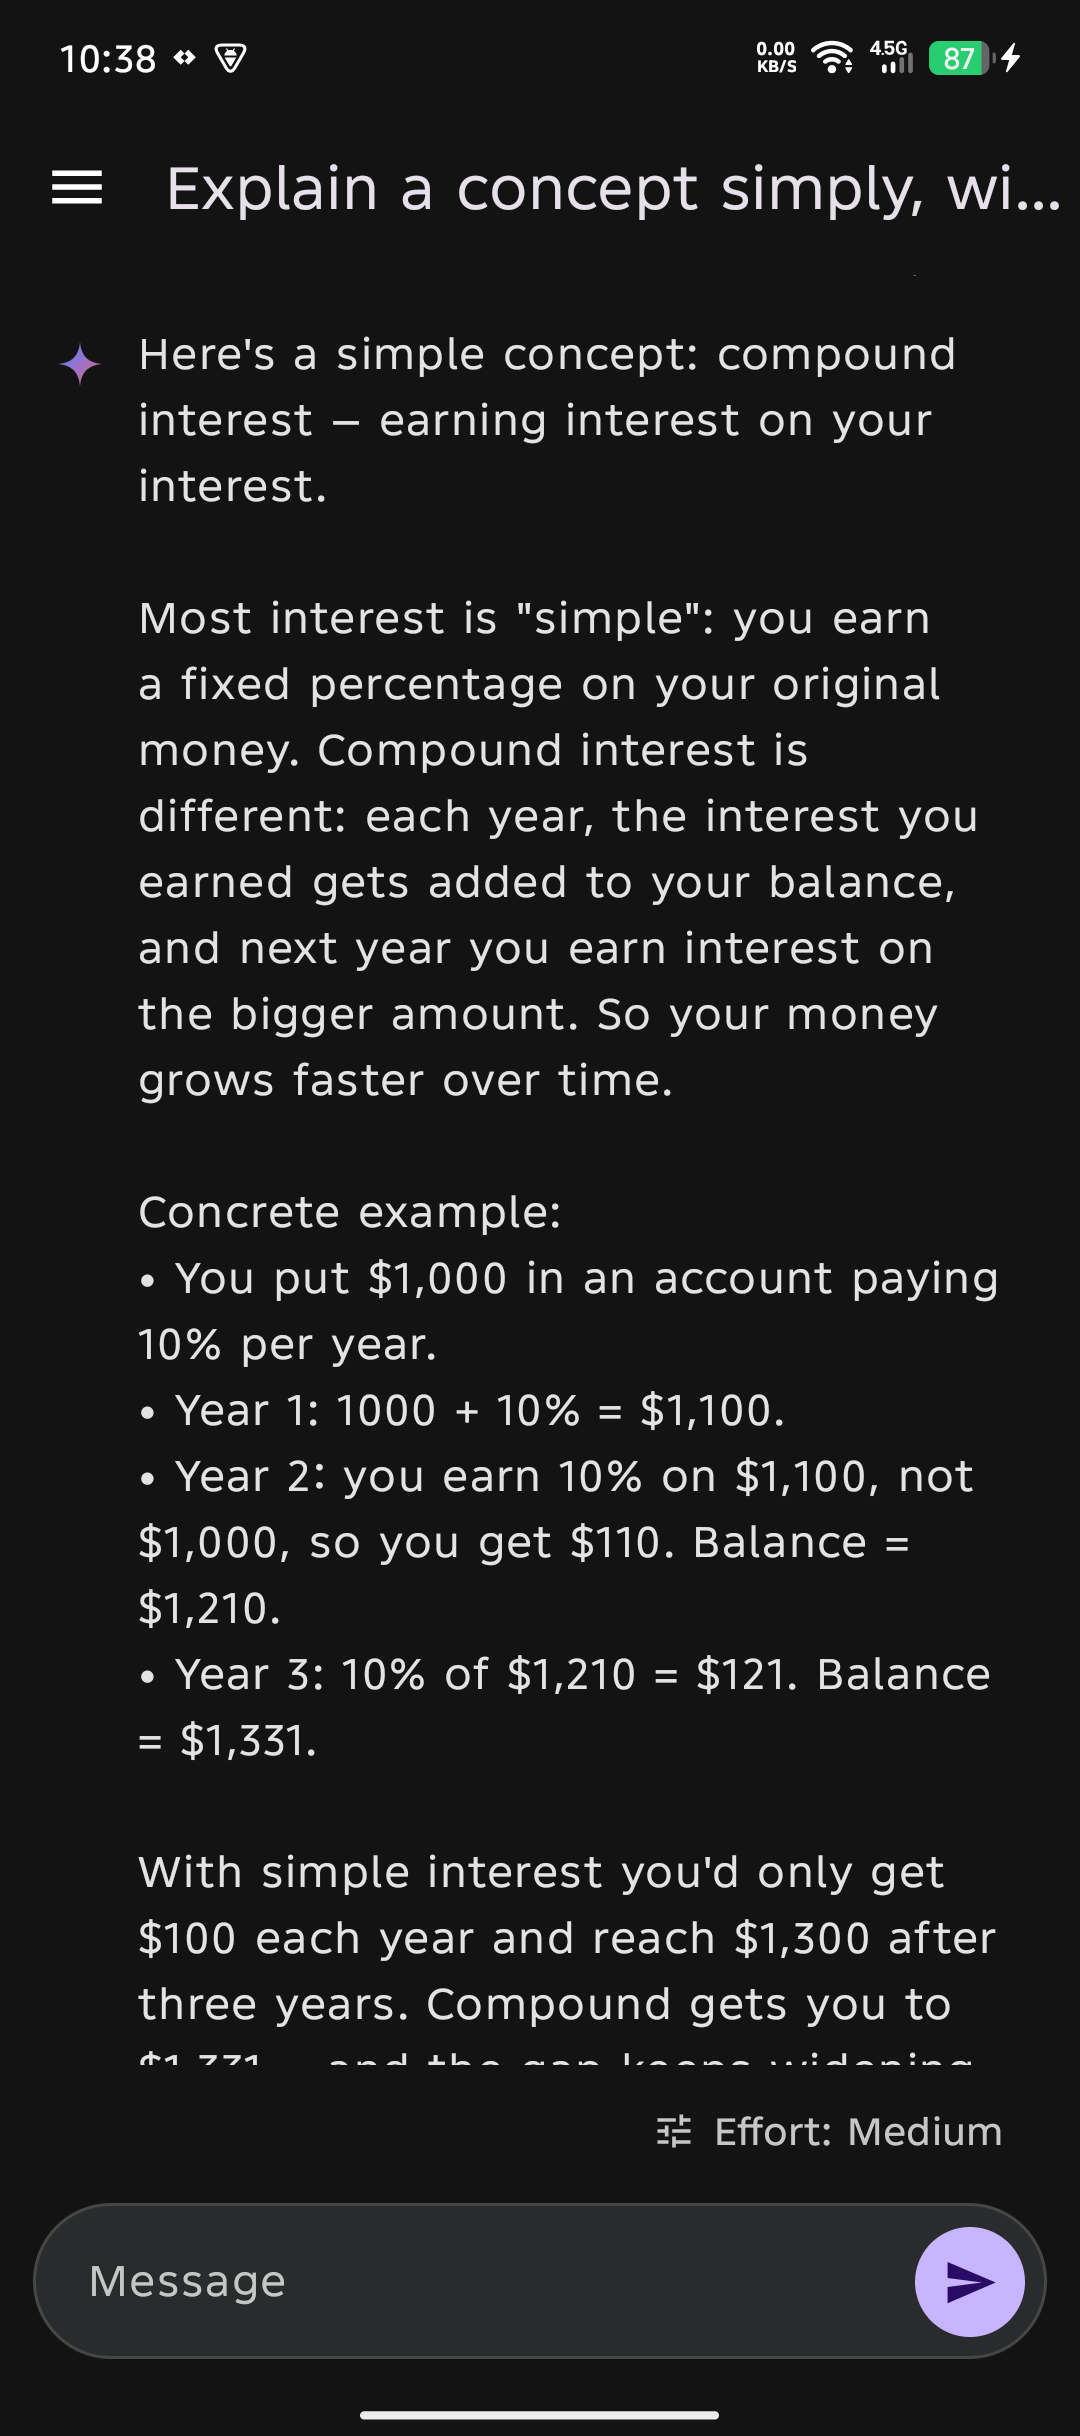 10:38
0.00
KB/S
4.5G
87
Explain a concept simply, wi...
Here's a simple concept: compound
interest – earning interest on your
interest.
Most interest is "simple": you earn
a fixed percentage on your original
money. Compound interest is
different: each year, the interest you
earned gets added to your balance,
and next year you earn interest on
the bigger amount. So your money
grows faster over time.
Concrete example:
• You put $1,000 in an account paying
10% per year.
• Year 1: 1000 + 10% = $1,100.
• Year 2: you earn 10% on $1,100, not
$1,000, so you get $110. Balance =
$1,210.
• Year 3: 10% of $1,210 = $121. Balance
= $1,331.
With simple interest you'd only get
$100 each year and reach $1,300 after
three years. Compound gets you to
$1,331 – and the gap keeps widening
Effort: Medium
Message